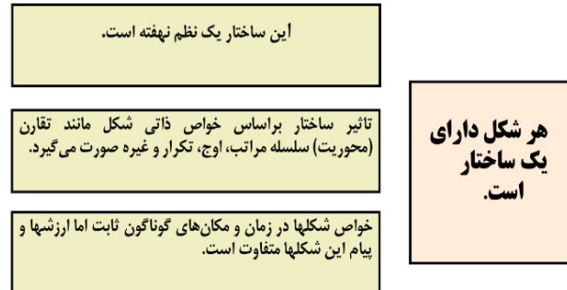 هر شکل دارای
یک ساختار
است.
أین ساختار یک نظم نهفته است.
تاثیر ساختار براساس خواص ذاتی شکل مانند تقارن
(محوریت) سلسله مراتب، اوج، تکرار و غیره صورت می‌گیرد.
خواص شکلها در زمان و مکان‌های گوناگون ثابت اما ارزشها و
پیام این شکلها متفاوت است.